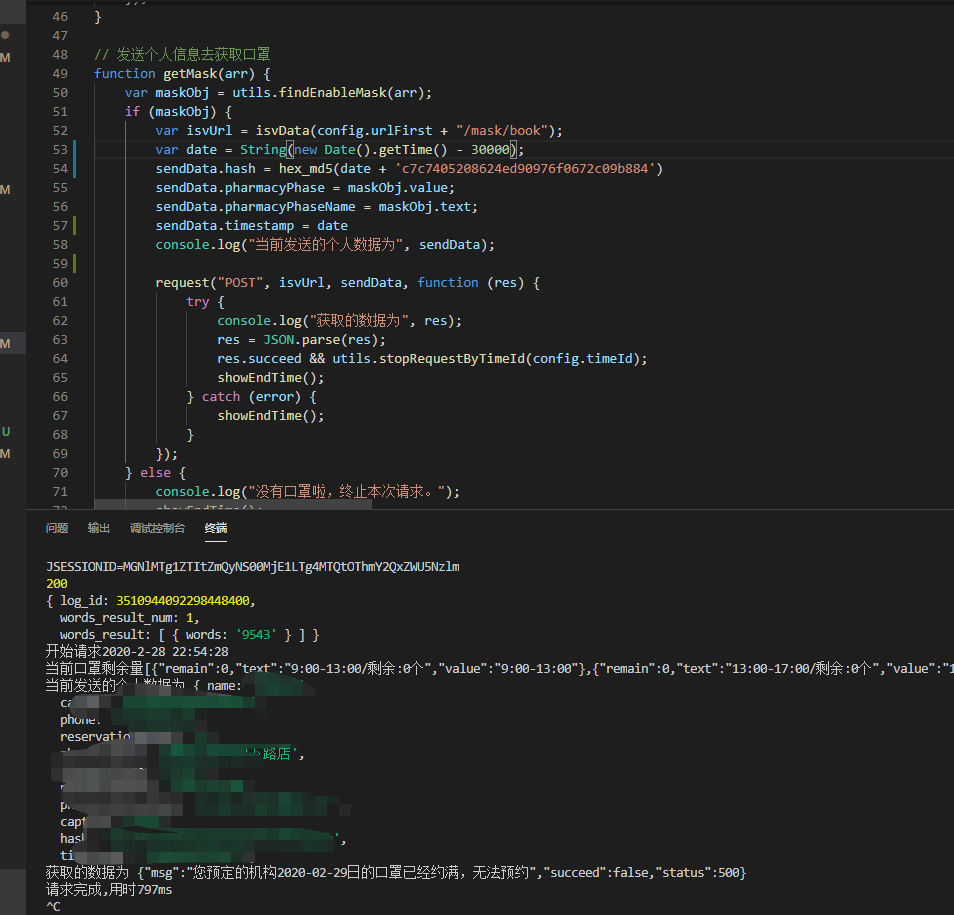 46 }
47
48 // 发送个人信息去获取口罩
49 function getMask(arr) {
50 var maskObj = utils.findEnableMask(arr);
51 if (maskObj) {
52 var isvUrl = isvData(config.urlFirst + "/mask/book");
53 var date = String(new Date().getTime() - 30000);
M
54 sendData.hash = hex_md5(date + 'c7c7405208624ed90976f0672c09b884')
55 sendData.pharmacyPhase = maskObj.value;
M
56 sendData.pharmacyPhaseName = maskObj.text;
57 sendData.timestamp = date
58 console.log("当前发送的个人数据为", sendData);
59
60 request("POST", isvUrl, sendData, function (res) {
61 try {
62 console.log("获取的数据为", res);
63 res = JSON.parse(res);
M
64 res.succeed && utils.stopRequestByTimeId(config.timeId);
65 showEndTime();
66 } catch (error) {
67 showEndTime();
68 }
U
69 });
M
70 } else {
71 console.log("没有口罩啦，终止本次请求。");
问题 输出 调试控制台 终端
JSESSIONID=MGNlMTg1ZTItZmQyNS00MjE1LTg4MTQtOThmY2QxZWU5Nzlm
200
{ log_id: 3510944092298448400,
words_result_num: 1,
words_result: [ { words: '9543' } ] }
开始请求2020-2-28 22:54:28
当前口罩剩余量[{"remain":0,"text":"9:00-13:00/剩余:0个","value":"9:00-13:00"},{"remain":0,"text":"13:00-17:00/剩余:0个","value":"1
当前发送的个人数据为 { name:
ca
phone:
reservatio
路店',
p
capt
hash
',
ti
获取的数据为 {"msg":"您预定的机构2020-02-29日的口罩已经约满，无法预约","succeed":false,"status":500}
请求完成,用时797ms
^C